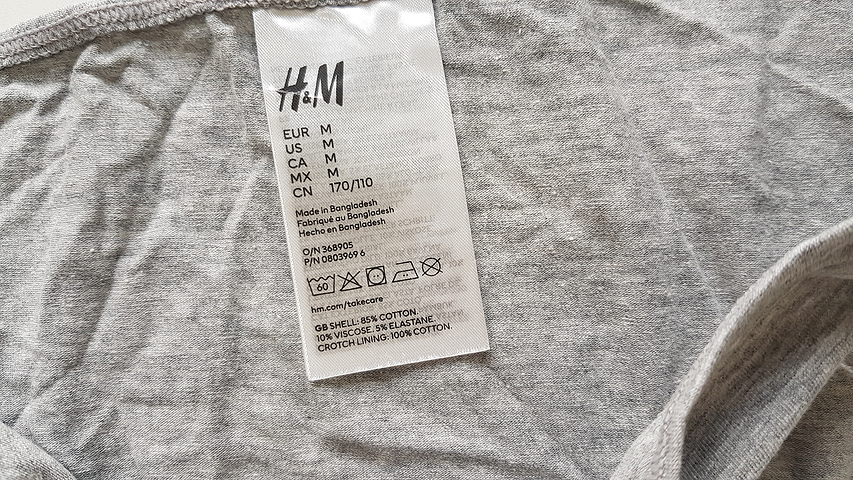 H&M
EUR M
US M
CA M
MX M
CN 170/110
Made in Bangladesh
Fabriqué au Bangladesh
Hecho en Bangladesh
O/N 368905
P/N 0803969 6
60
hm.com/takecare
GB SHELL: 85% COTTON.
10% VISCOSE. 5% ELASTANE.
CROTCH LINING: 100% COTTON.